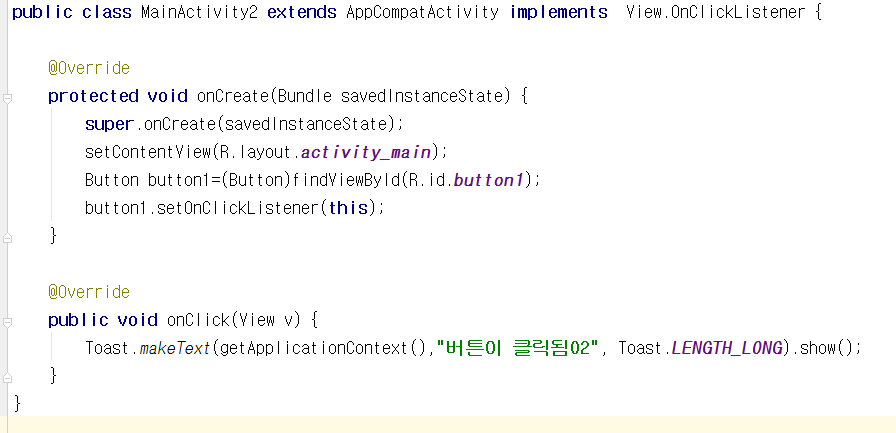 public class MainActivity2 extends AppCompatActivity implements  View.OnClickListener {
@Override
protected void onCreate(Bundle savedInstanceState) {
super.onCreate(savedInstanceState);
setContentView(R.layout.activity_main);
Button button1=(Button)findViewById(R.id.button1);
button1.setOnClickListener(this);
}
@Override
public void onClick(View v) {
Toast.makeText(getApplicationContext(),"버튼이 클릭됨02", Toast.LENGTH_LONG).show();
}
}